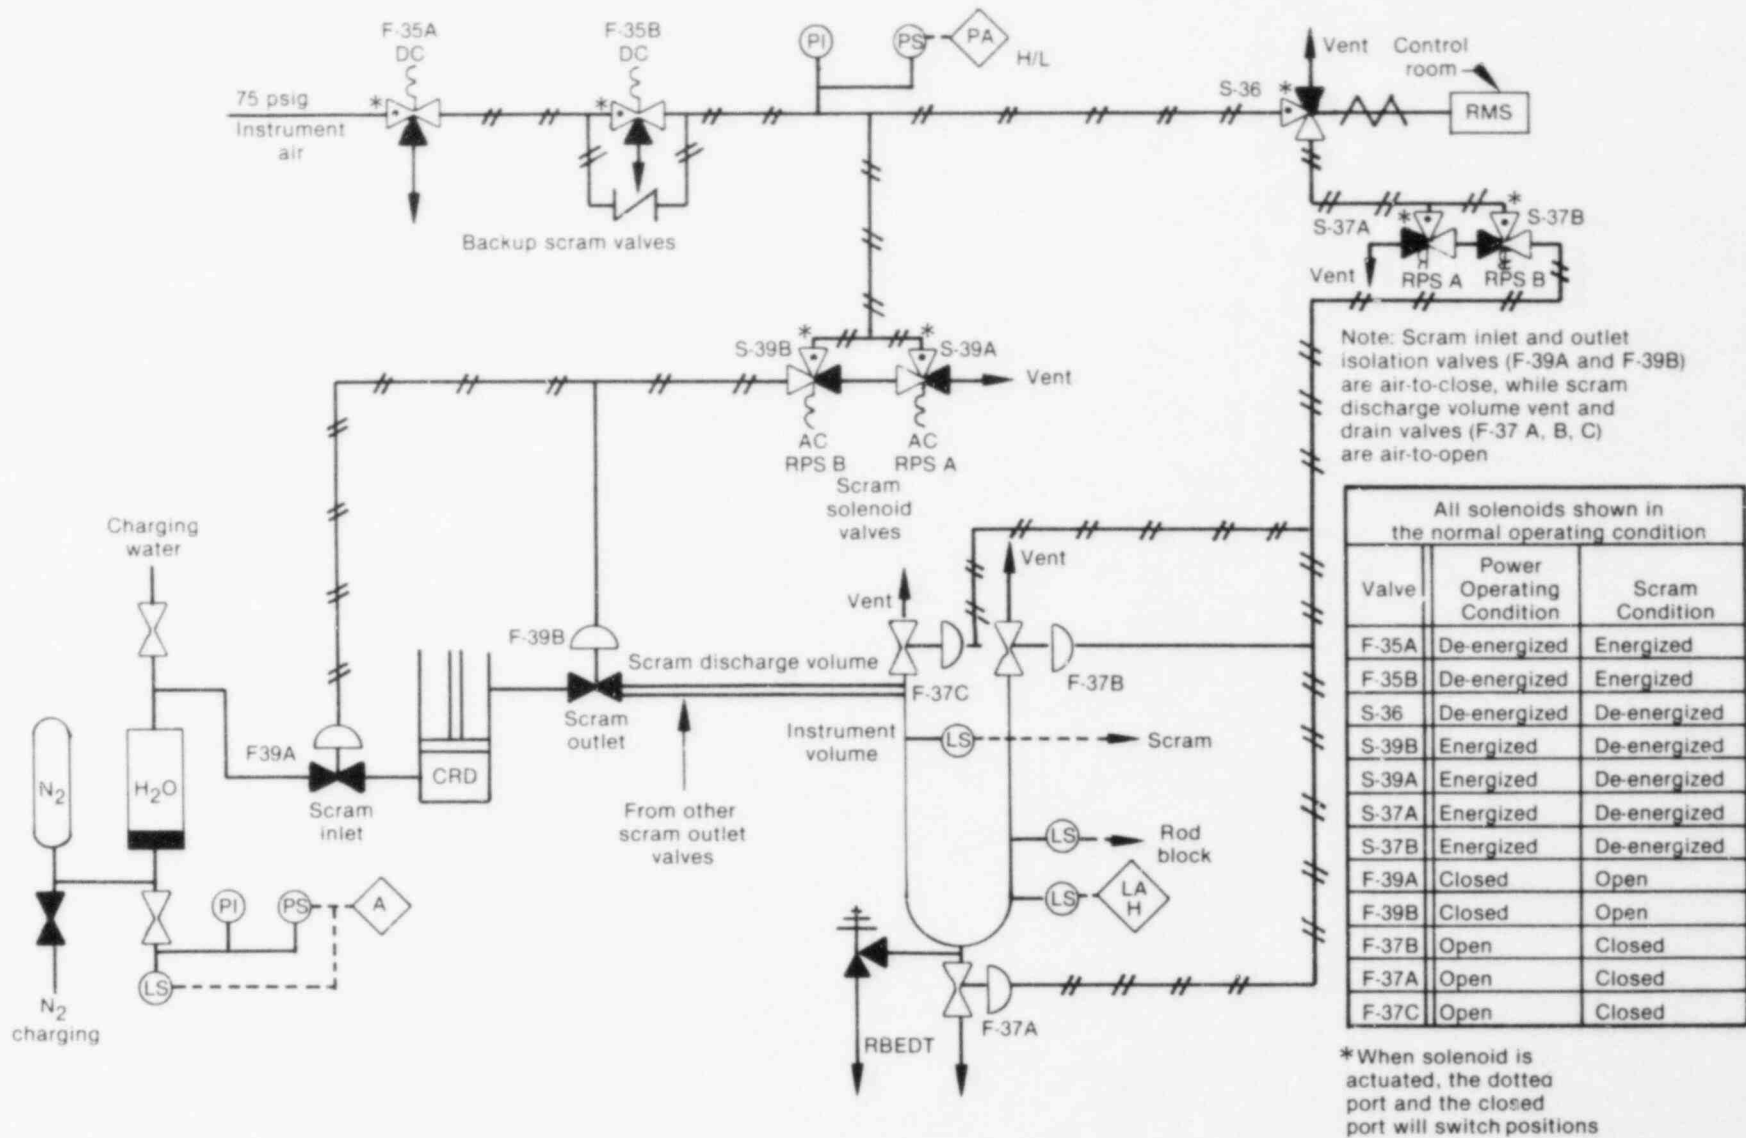 F-35A
DC
F-35B
DC
PI
PS
PA
H/L
Vent
Control
room
S-36
*
RMS
75 psig
Instrument
air
*
*
Backup scram valves
S-37A
*
*
S-37B
Vent
RPS A
RPS B
Note: Scram inlet and outlet
isolation valves (F-39A and F-39B)
are air-to-close, while scram
discharge volume vent and
drain valves (F-37 A, B, C)
are air-to-open
S-39B
*
*
S-39A
Vent
AC
RPS B
AC
RPS A
Scram
solenoid
valves
Charging
water
Vent
Vent
F-39B
Scram discharge volume
F-37C
F-37B
Scram
outlet
Instrument
volume
LS
Scram
F39A
CRD
N2
H2O
Scram
inlet
From other
scram outlet
valves
LS
Rod
block
LS
LA
H
PI
PS
A
LS
N2
charging
RBEDT
F-37A
All solenoids shown in
the normal operating condition
Valve Power Operating Condition Scram Condition
F-35A De-energized Energized
F-35B De-energized Energized
S-36 De-energized De-energized
S-39B Energized De-energized
S-39A Energized De-energized
S-37A Energized De-energized
S-37B Energized De-energized
F-39A Closed Open
F-39B Closed Open
F-37B Open Closed
F-37A Open Closed
F-37C Open Closed
*When solenoid is
actuated, the dotted
port and the closed
port will switch positions